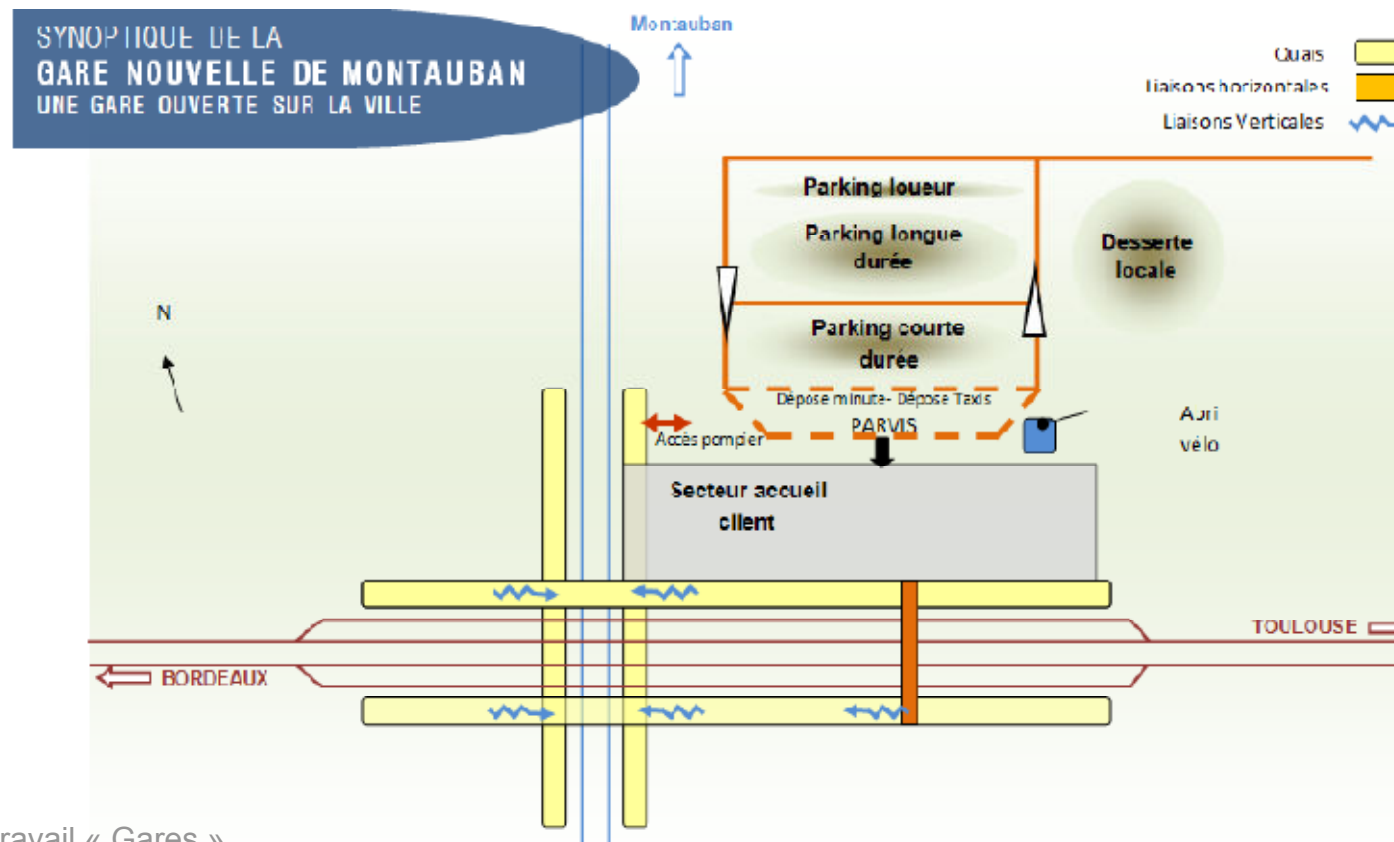 SYNOPTIQUE DE LA
GARE NOUVELLE DE MONTAUBAN
UNE GARE OUVERTE SUR LA VILLE
Montauban
Quais
Liaisons horizontales
Liaisons Verticales
Parking loueur
Parking longue
durée
Desserte
locale
N
Parking courte
durée
Dépose minute- Dépose Taxis
PARVIS
Accès pompier
Abri
vélo
Secteur accueil
client
TOULOUSE
BORDEAUX
ravail « Gares »